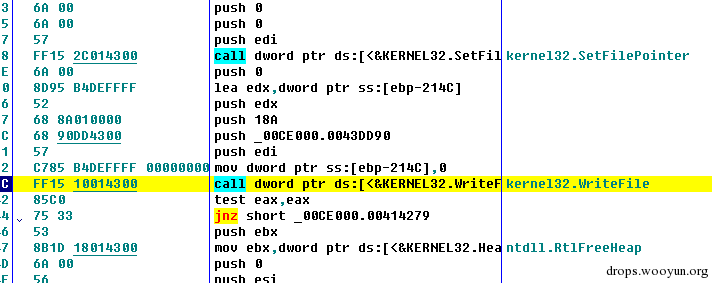 3 6A 00 push 0
5 6A 00 push 0
7 57 push edi
8 FF15 2C014300 call dword ptr ds:[<&KERNEL32.SetFil kernel32.SetFilePointer
E 6A 00 push 0
0 8D95 B4DEFFFF lea edx,dword ptr ss:[ebp-214C]
6 52 push edx
7 68 8A010000 push 18A
C 68 90DD4300 push _00CE000.0043DD90
1 57 push edi
2 C785 B4DEFFFF 00000000 mov dword ptr ss:[ebp-214C],0
C FF15 10014300 call dword ptr ds:[<&KERNEL32.WriteF kernel32.WriteFile
2 85C0 test eax,eax
4 75 33 jnz short _00CE000.00414279
6 53 push ebx
7 8B1D 18014300 mov ebx,dword ptr ds:[<&KERNEL32.Hea ntdll.RtlFreeHeap
D 6A 00 push 0
F 56 push esi
drops.wooyun.org